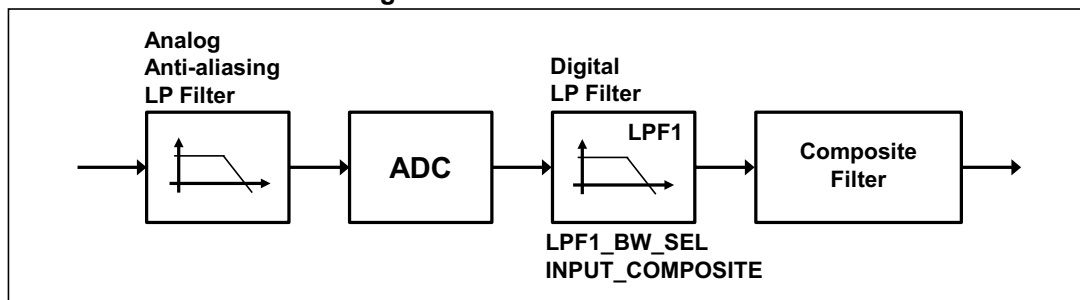 Analog
Anti-aliasing
LP Filter
ADC
Digital
LP Filter
LPF1
LPF1_BW_SEL
INPUT_COMPOSITE
Composite
Filter